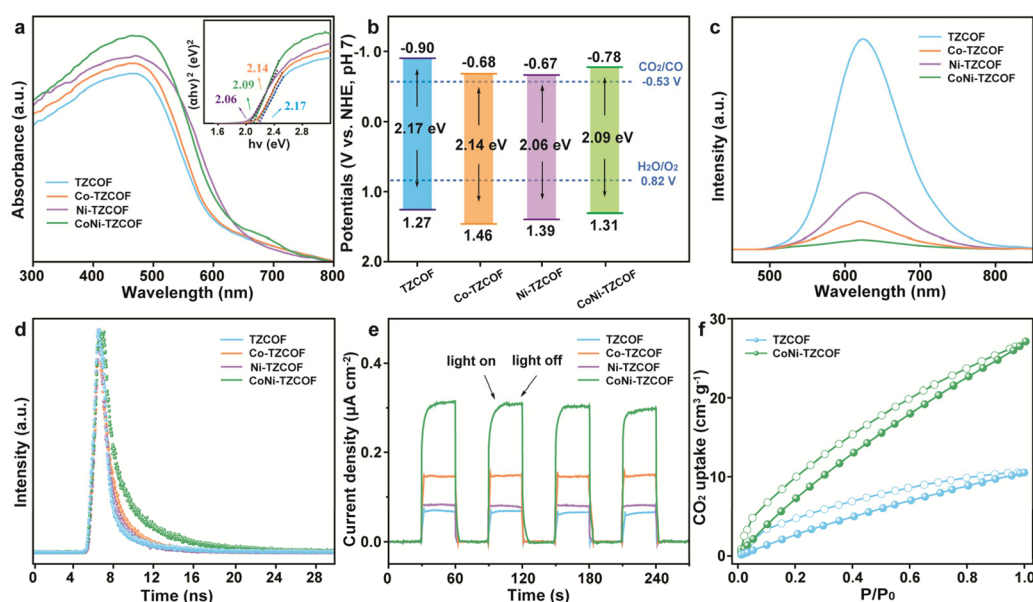 a
Absorbance (a.u.)
TZCOF
Co-TZCOF
Ni-TZCOF
CoNi-TZCOF
300 400 500 600 700 800
Wavelength (nm)
(αhv)² (eV)²
2.14
2.09
2.06
2.17
1.6 2.0 2.4 2.8
hv (eV)
b
Potentials (V vs. NHE, pH 7)
-1.0
0.0
1.0
2.0
-0.90
-0.68
-0.67
-0.78
CO₂/CO
-0.53 V
2.17 eV
2.14 eV
2.06 eV
2.09 eV
H₂O/O₂
0.82 V
1.27
1.46
1.39
1.31
TZCOF
Co-TZCOF
Ni-TZCOF
CoNi-TZCOF
c
Intensity (a.u.)
TZCOF
Co-TZCOF
Ni-TZCOF
CoNi-TZCOF
500 600 700 800
Wavelength (nm)
d
Intensity (a.u.)
TZCOF
Co-TZCOF
Ni-TZCOF
CoNi-TZCOF
0 4 8 12 16 20 24 28
Time (ns)
e
Current density (μA cm⁻²)
0.4
0.2
0.0
light on
light off
TZCOF
Co-TZCOF
Ni-TZCOF
CoNi-TZCOF
0 60 120 180 240
Time (s)
f
CO₂ uptake (cm³ g⁻¹)
30
20
10
0
TZCOF
CoNi-TZCOF
0.0 0.2 0.4 0.6 0.8 1.0
P/P₀